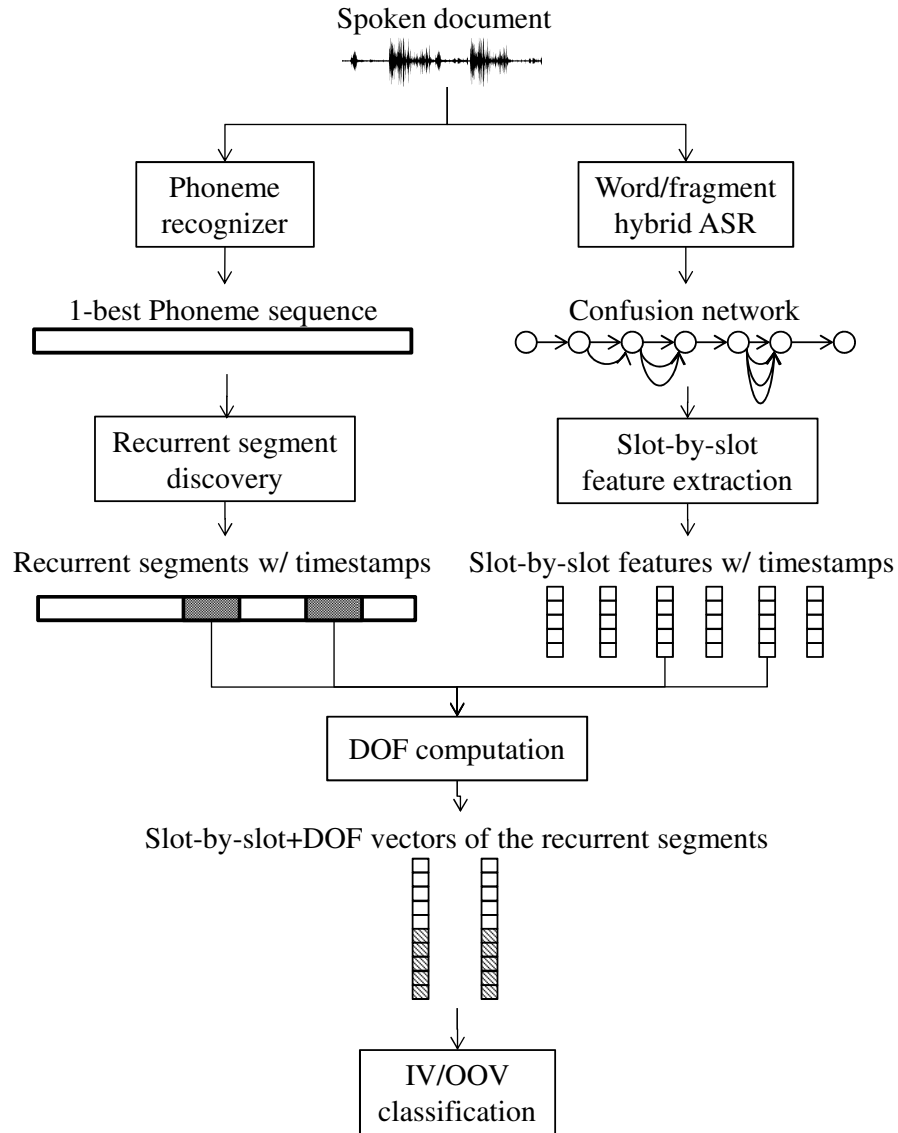 Spoken document
Phoneme
recognizer
Word/fragment
hybrid ASR
1-best Phoneme sequence
Confusion network
Recurrent segment
discovery
Slot-by-slot
feature extraction
Recurrent segments w/ timestamps
Slot-by-slot features w/ timestamps
DOF computation
Slot-by-slot+DOF vectors of the recurrent segments
IV/OOV
classification